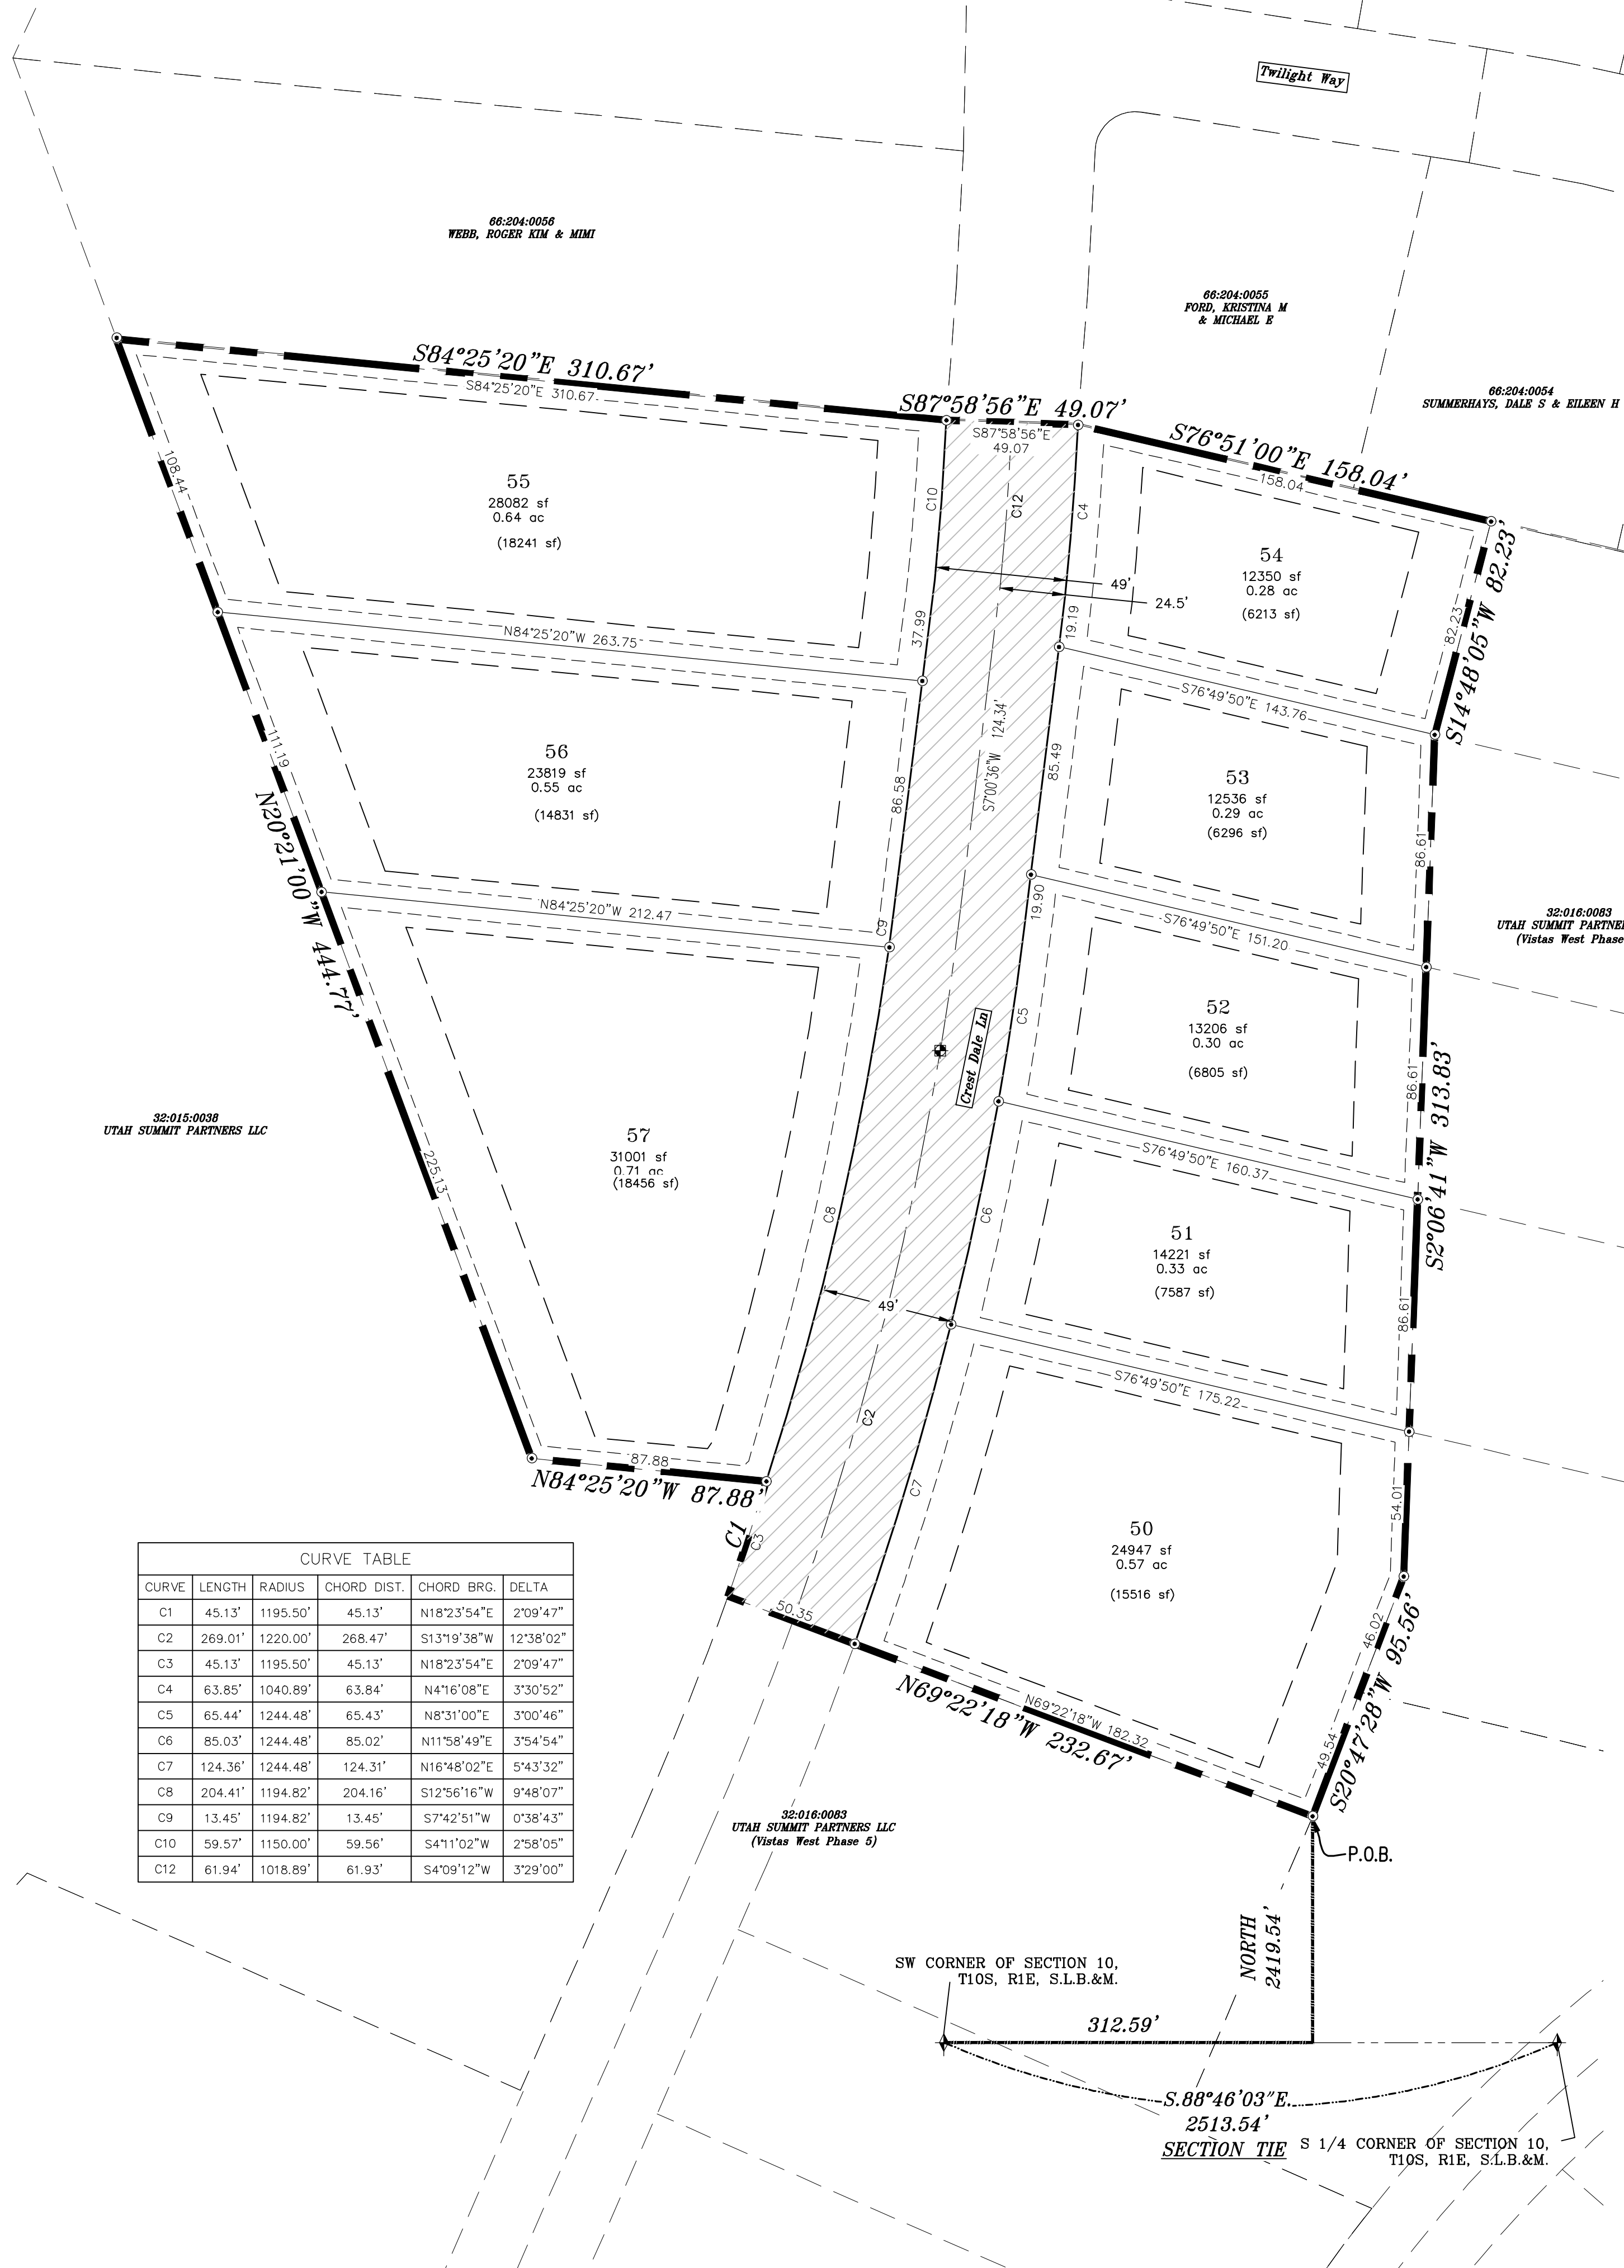 Twilight Way
66:204:0056
WEBB, ROGER KIM & MIMI
66:204:0055
FORD, KRISTINA M
& MICHAEL E
66:204:0054
SUMMERHAYS, DALE S & EILEEN H
S84°25'20"E 310.67'
S84°25'20"E 310.67
S87°58'56"E 49.07'
S87°58'56"E
49.07
S76°51'00"E 158.04'
158.04
S14°48'05"W 82.23'
82.23
108.44
55
28082 sf
0.64 ac
(18241 sf)
C10
C12
C4
49'
24.5'
54
12350 sf
0.28 ac
(6213 sf)
37.99
19.19
N84°25'20"W 263.75
S76°49'50"E 143.76
111.19
N20°21'00"W 444.77'
56
23819 sf
0.55 ac
(14831 sf)
86.58
S7°00'36"W 124.34'
85.49
53
12536 sf
0.29 ac
(6296 sf)
86.61
N84°25'20"W 212.47
C9
19.90
S76°49'50"E 151.20
32:016:0083
UTAH SUMMIT PARTNE
(Vistas West Phase
Crest Dale Ln
C5
52
13206 sf
0.30 ac
(6805 sf)
86.61
S2°06'41"W 313.83'
32:015:0038
UTAH SUMMIT PARTNERS LLC
57
31001 sf
0.71 ac
(18456 sf)
225.13
S76°49'50"E 160.37
C8
C6
51
14221 sf
0.33 ac
(7587 sf)
86.61
49'
S76°49'50"E 175.22
C2
87.88
N84°25'20"W 87.88'
C7
54.01
C1
C3
50
24947 sf
0.57 ac
(15516 sf)
50.35
46.02
S20°47'28"W 95.56'
49.54
N69°22'18"W 182.32
N69°22'18"W 232.67'
CURVE TABLE
CURVE LENGTH RADIUS CHORD DIST. CHORD BRG. DELTA
C1 45.13' 1195.50' 45.13' N18°23'54"E 2°09'47"
C2 269.01' 1220.00' 268.47' S13°19'38"W 12°38'02"
C3 45.13' 1195.50' 45.13' N18°23'54"E 2°09'47"
C4 63.85' 1040.89' 63.84' N4°16'08"E 3°30'52"
C5 65.44' 1244.48' 65.43' N8°31'00"E 3°00'46"
C6 85.03' 1244.48' 85.02' N11°58'49"E 3°54'54"
C7 124.36' 1244.48' 124.31' N16°48'02"E 5°43'32"
C8 204.41' 1194.82' 204.16' S12°56'16"W 9°48'07"
C9 13.45' 1194.82' 13.45' S7°42'51"W 0°38'43"
C10 59.57' 1150.00' 59.56' S4°11'02"W 2°58'05"
C12 61.94' 1018.89' 61.93' S4°09'12"W 3°29'00"
32:016:0083
UTAH SUMMIT PARTNERS LLC
(Vistas West Phase 5)
P.O.B.
NORTH
2419.54'
SW CORNER OF SECTION 10,
T10S, R1E, S.L.B.&M.
312.59'
S.88°46'03"E.
2513.54'
SECTION TIE
S 1/4 CORNER OF SECTION 10,
T10S, R1E, S.L.B.&M.